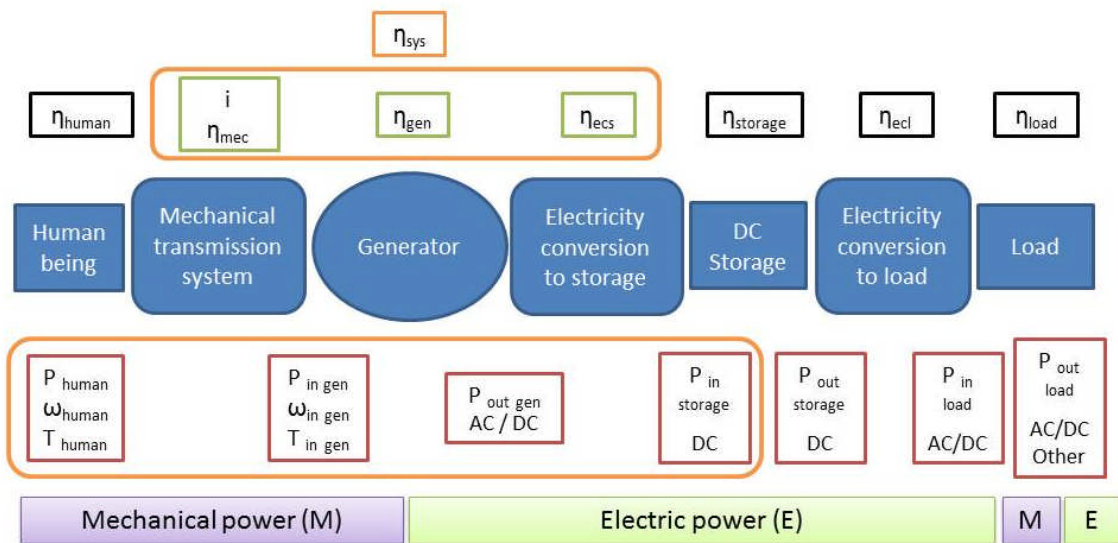 ηsys
ηhuman
i
ηmec
ηgen
ηecs
ηstorage
ηecl
ηload
Human
being
Mechanical
transmission
system
Generator
Electricity
conversion
to storage
DC
Storage
Electricity
conversion
to load
Load
P human
ωhuman
T human
P in gen
ωin gen
T in gen
P out gen
AC / DC
P in
storage
DC
P out
storage
DC
P in
load
AC/DC
P out
load
AC/DC
Other
Mechanical power (M)
Electric power (E)
M
E